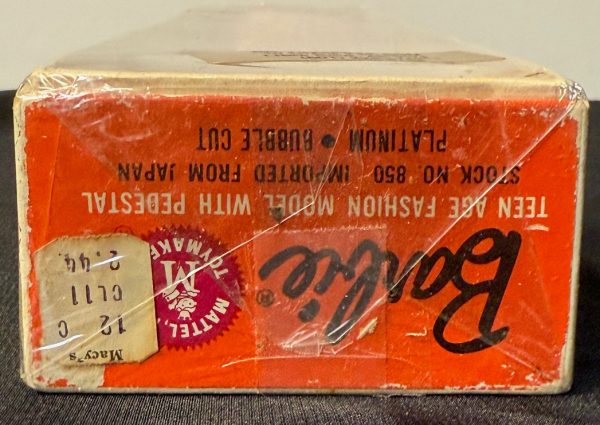 Barbie®
TEEN AGE FASHION MODEL WITH PEDESTAL
STOCK NO. 850 IMPORTED FROM JAPAN
PLATINUM • BUBBLE CUT
MATTEL,
M
TOYMAKERS
Macy's
12 C
CL11
2.44